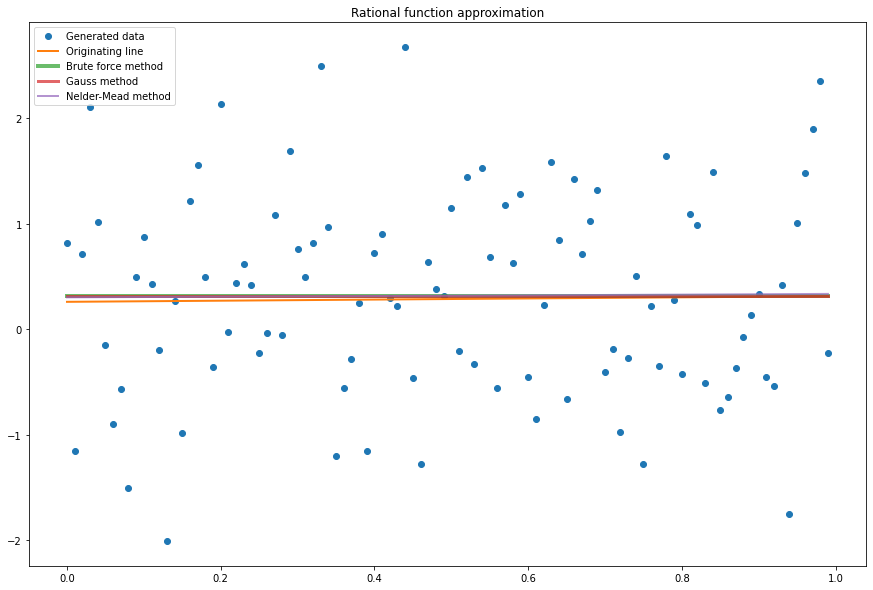 Rational function approximation
Generated data
Originating line
Brute force method
Gauss method
Nelder-Mead method
2
1
0
−1
−2
0.0 0.2 0.4 0.6 0.8 1.0